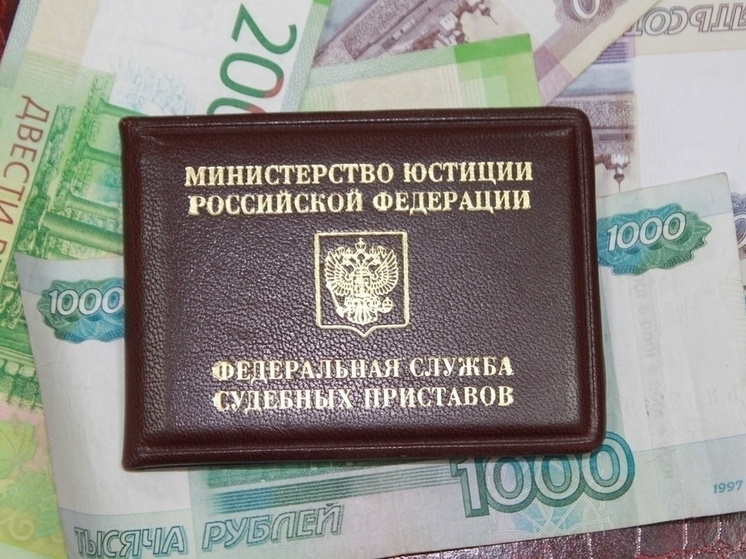 200
ДВЕСТИ
МИНИСТЕРСТВО ЮСТИЦИИ
РОССИЙСКОЙ ФЕДЕРАЦИИ
1000
1000
ФЕДЕРАЛЬНАЯ СЛУЖБА
СУДЕБНЫХ ПРИСТАВОВ
1000
1997
ТЫСЯЧА РУБЛЕЙ